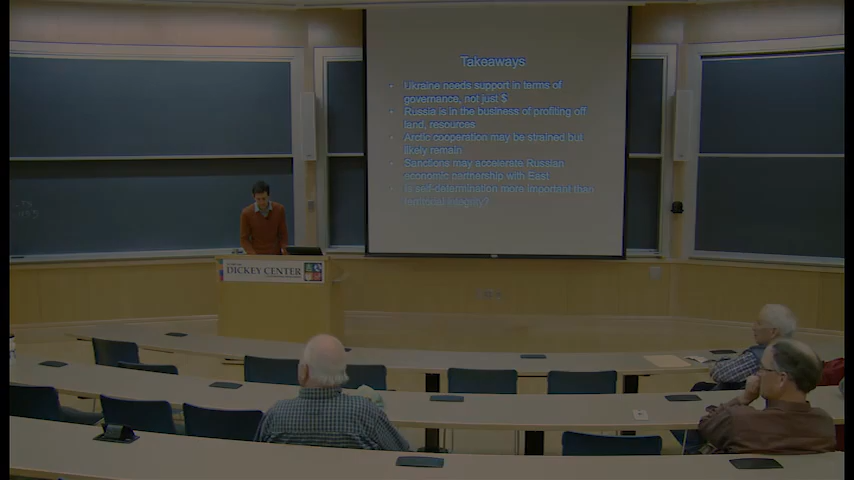 Takeaways
Ukraine needs support in terms of
governance, not just $
Russia is in the business of profiting off
land, resources
Arctic cooperation may be strained but
likely remain
Sanctions may accelerate Russian
economic partnership with East
Is self-determination more important than
territorial integrity?
DICKEY CENTER